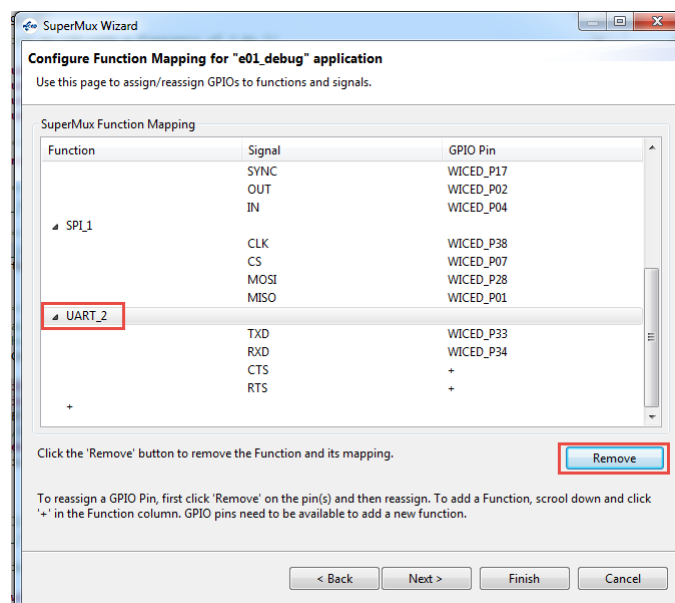 SuperMux Wizard
Configure Function Mapping for "e01_debug" application
Use this page to assign/reassign GPIOs to functions and signals.
SuperMux Function Mapping
Function Signal GPIO Pin
SYNC WICED_P17
OUT WICED_P02
IN WICED_P04
SPI_1
CLK WICED_P38
CS WICED_P07
MOSI WICED_P28
MISO WICED_P01
UART_2
TXD WICED_P33
RXD WICED_P34
CTS +
RTS +
+
Click the 'Remove' button to remove the Function and its mapping.
Remove
To reassign a GPIO Pin, first click 'Remove' on the pin(s) and then reassign. To add a Function, scrool down and click
'+' in the Function column. GPIO pins need to be available to add a new function.
< Back Next > Finish Cancel